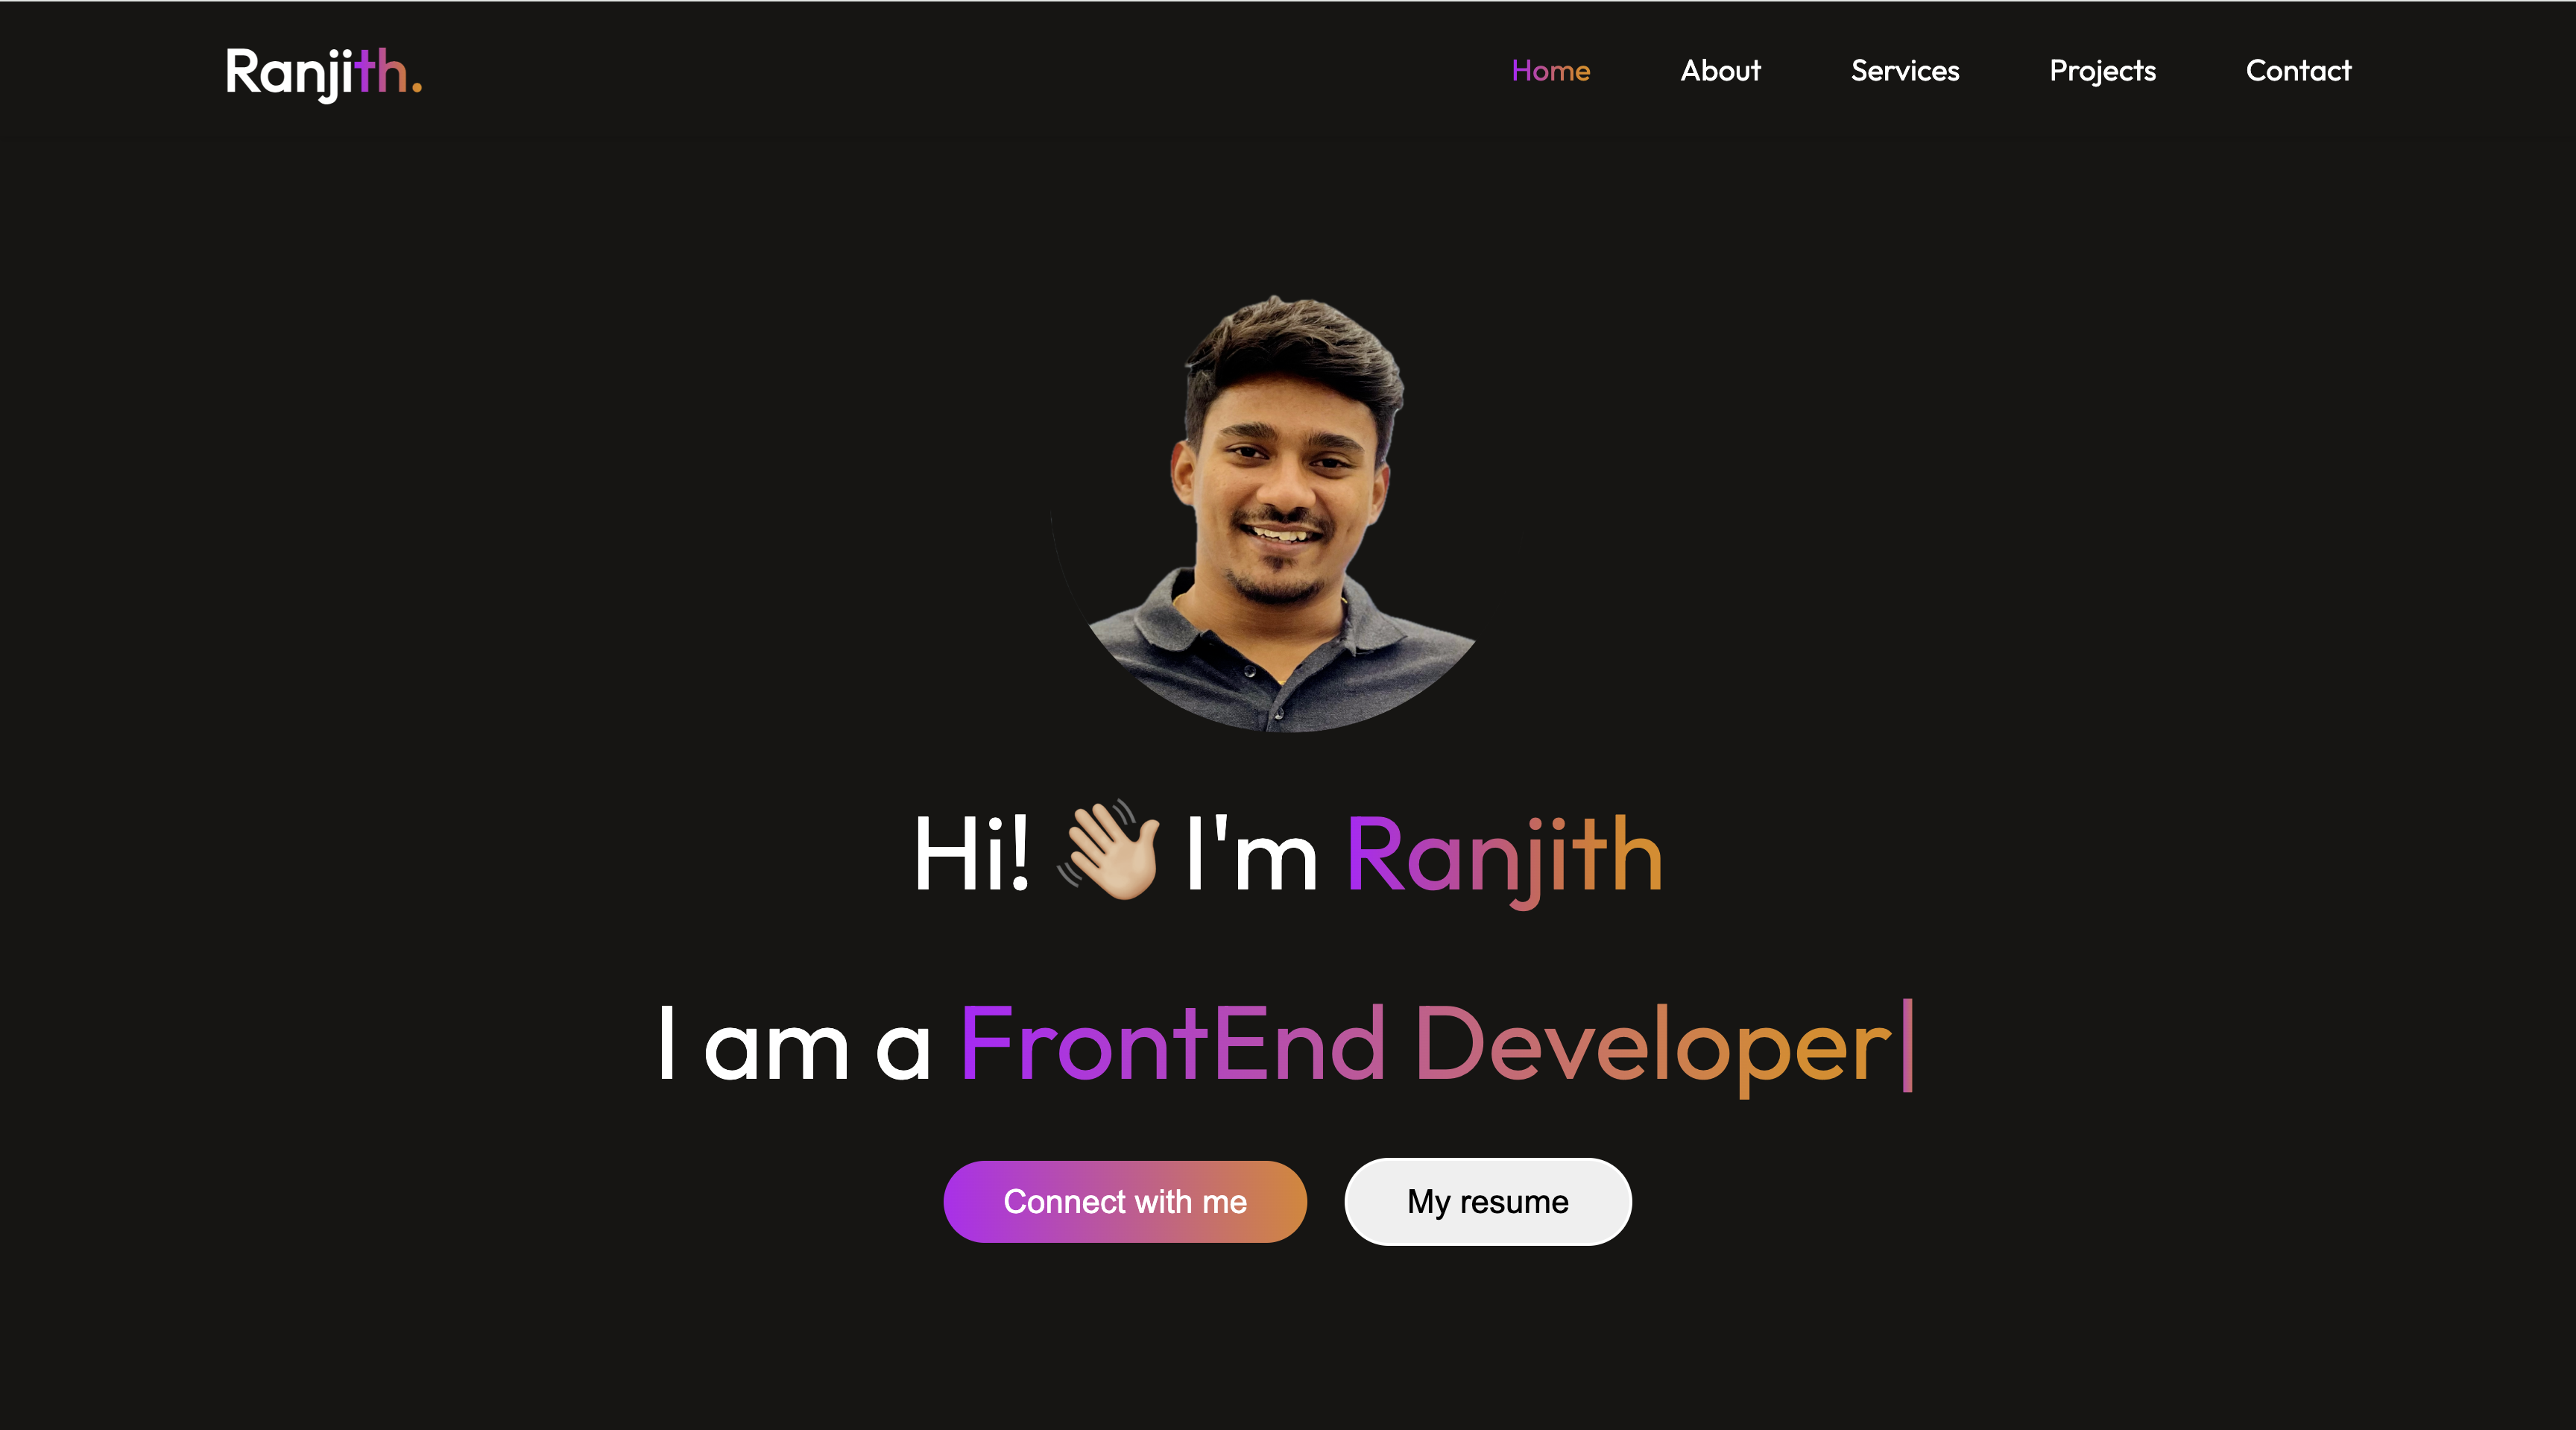 Ranjith.
Home About Services Projects Contact
Hi! 👋🏼 I'm Ranjith
I am a FrontEnd Developer|
Connect with me My resume